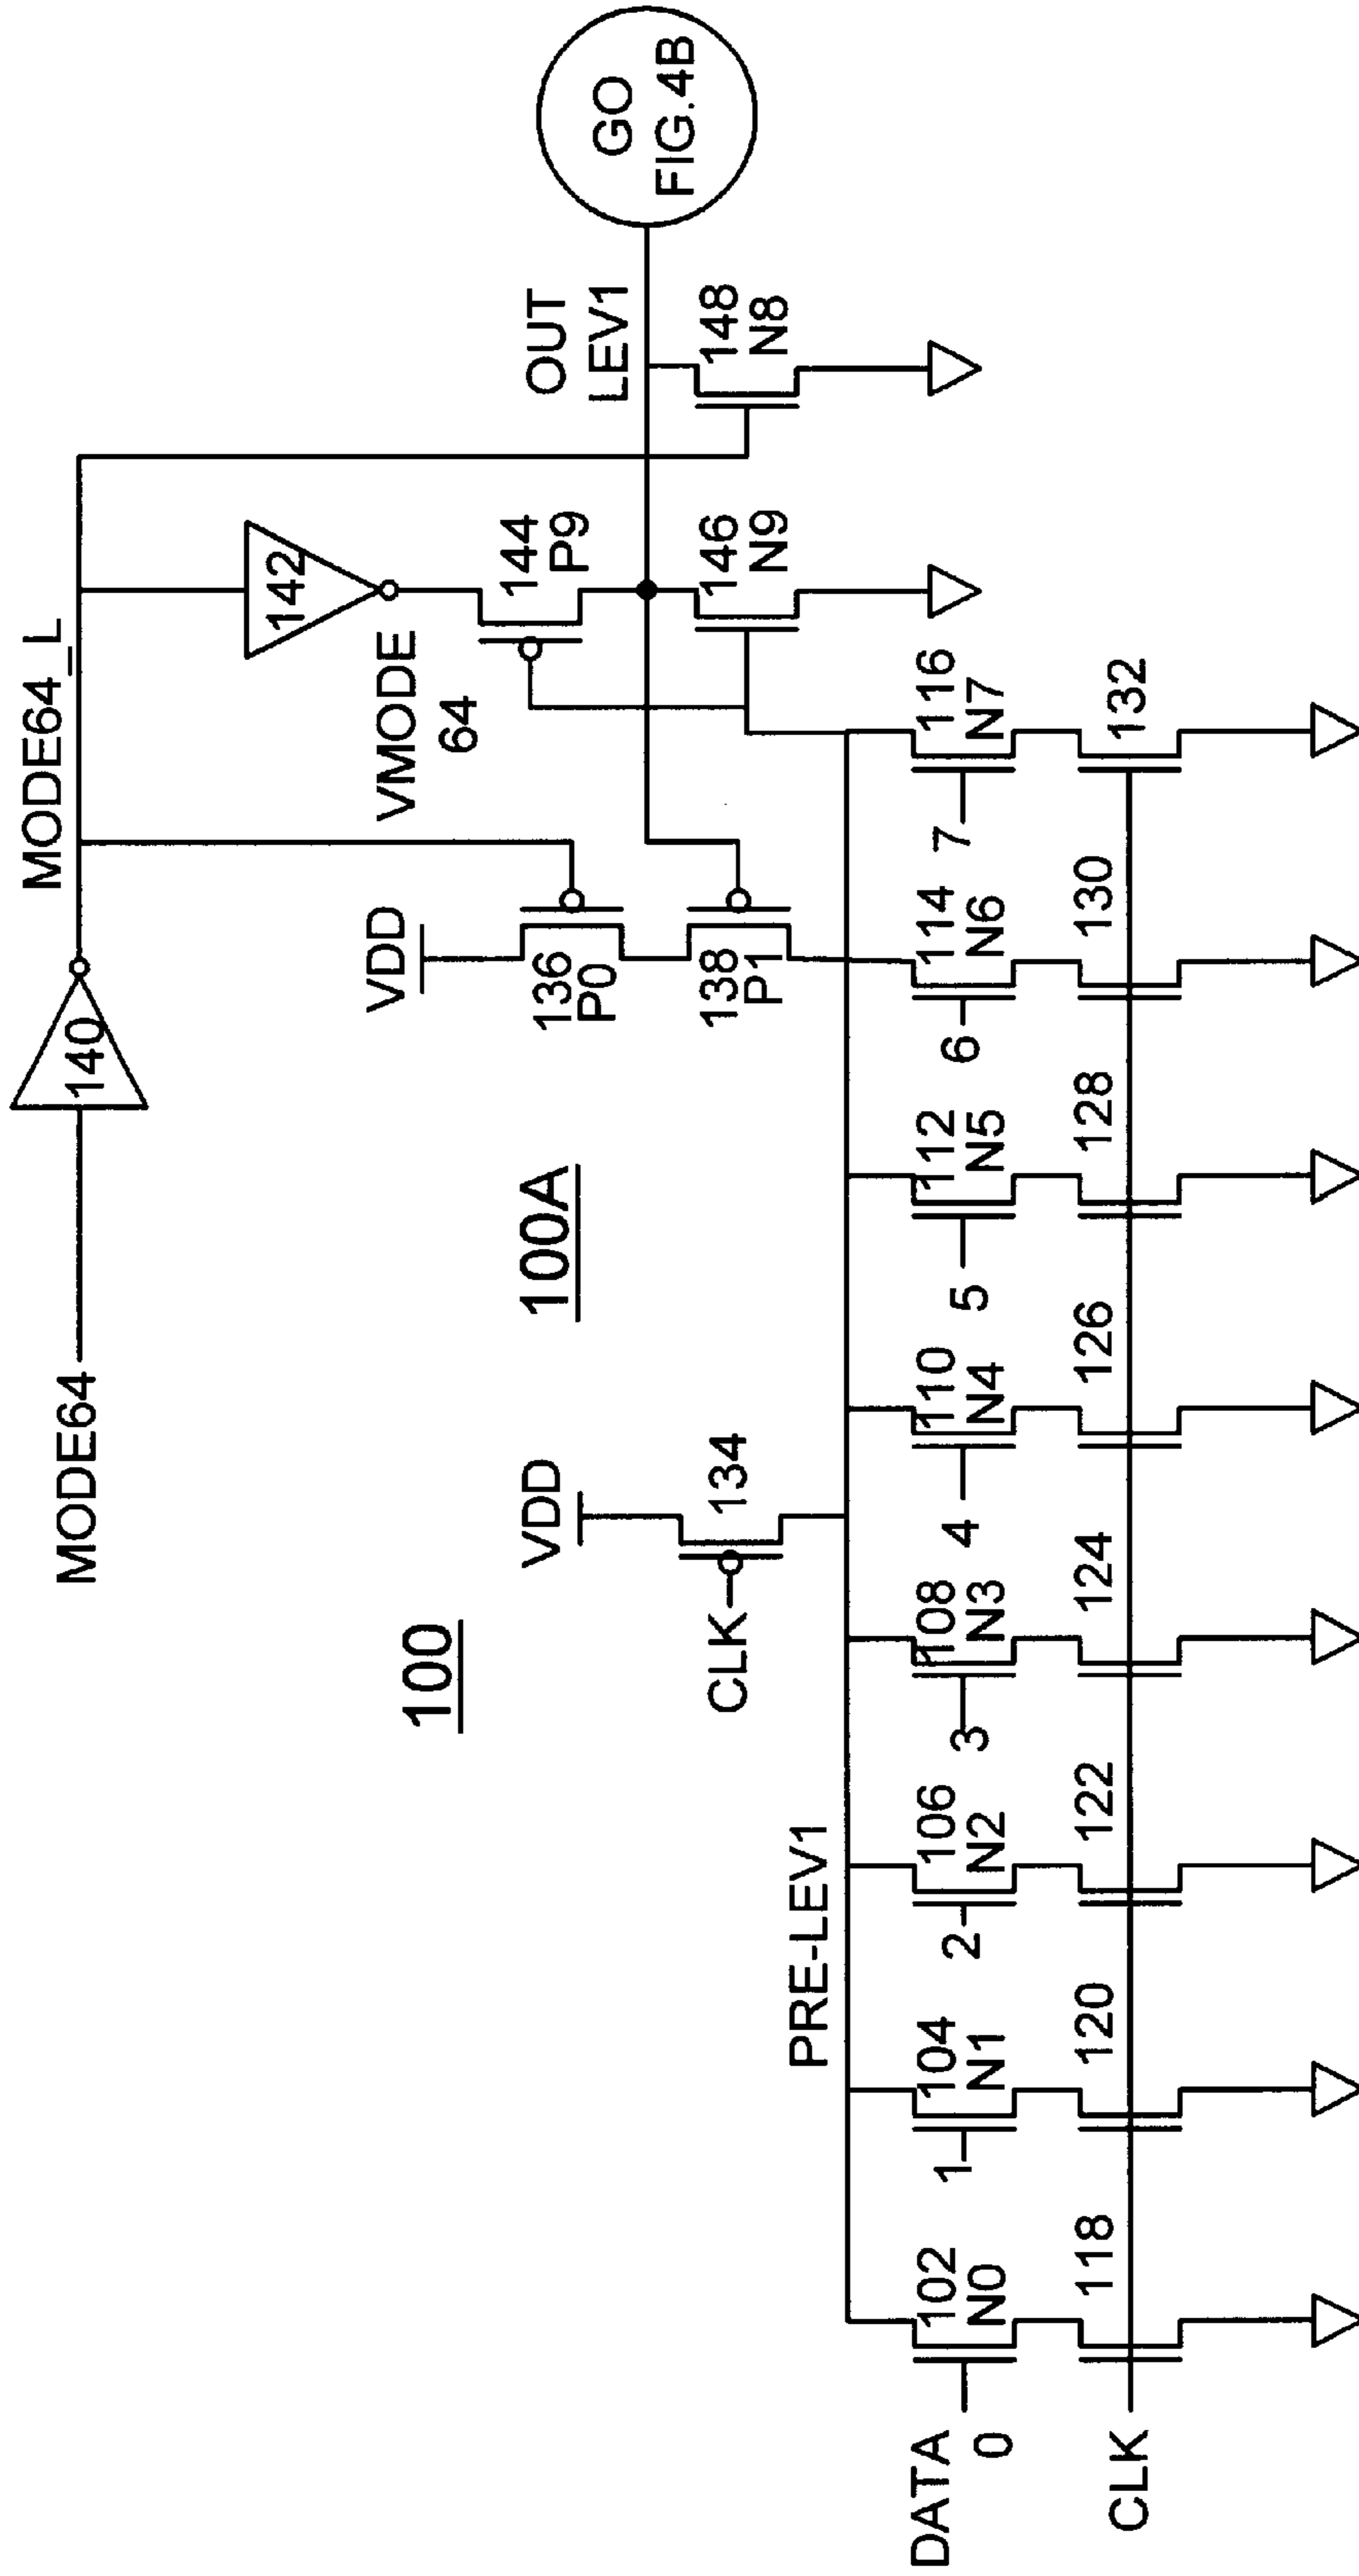 MODE64
140
MODE64_L
100
100A
VDD
CLK
134
VDD
136
P0
138
P1
VMODE
64
142
144
P9
146
N9
OUT
LEV1
148
N8
GO
FIG.4B
PRE-LEV1
DATA
0
102
N0
1
104
N1
2
106
N2
3
108
N3
4
110
N4
5
112
N5
6
114
N6
7
116
N7
CLK
118
120
122
124
126
128
130
132